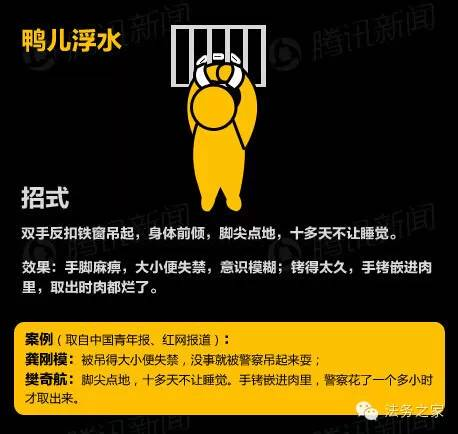 鸭儿浮水
腾讯新闻
腾讯新闻
招式
双手反扣铁窗吊起，身体前倾，脚尖点地，十多天不让睡觉。
效果：手脚麻痹，大小便失禁，意识模糊；铐得太久，手铐嵌进肉
里，取出时肉都烂了。
案例（取自中国青年报、红网报道）：
龚刚模：被吊得大小便失禁，没事就被警察吊起来耍；
樊奇航：脚尖点地，十多天不让睡觉。手铐嵌进肉里，警察花了一个多小时
才取出来。
法务之家